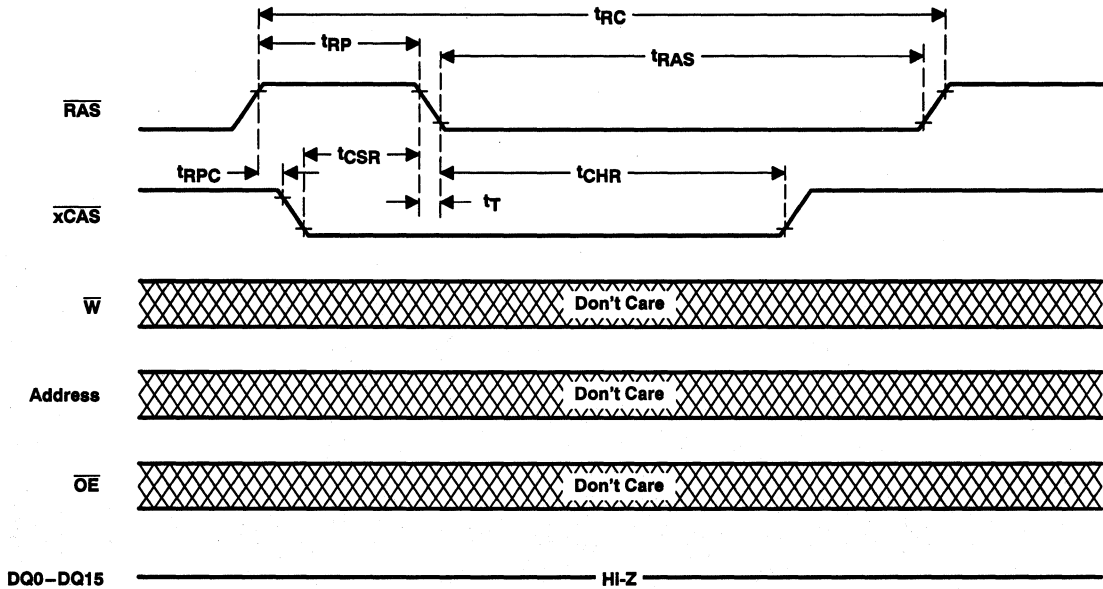 tRC
tRP
tRAS
RAS
tCSR
tRPC
tCHR
xCAS
tT
W
Don't Care
Address
Don't Care
OE
Don't Care
DQ0–DQ15
Hi-Z